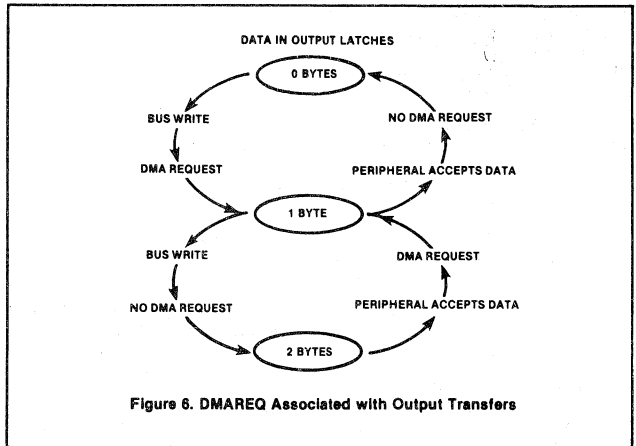 DATA IN OUTPUT LATCHES
0 BYTES
BUS WRITE
NO DMA REQUEST
DMA REQUEST
PERIPHERAL ACCEPTS DATA
1 BYTE
BUS WRITE
DMA REQUEST
NO DMA REQUEST
PERIPHERAL ACCEPTS DATA
2 BYTES
Figure 6. DMAREQ Associated with Output Transfers